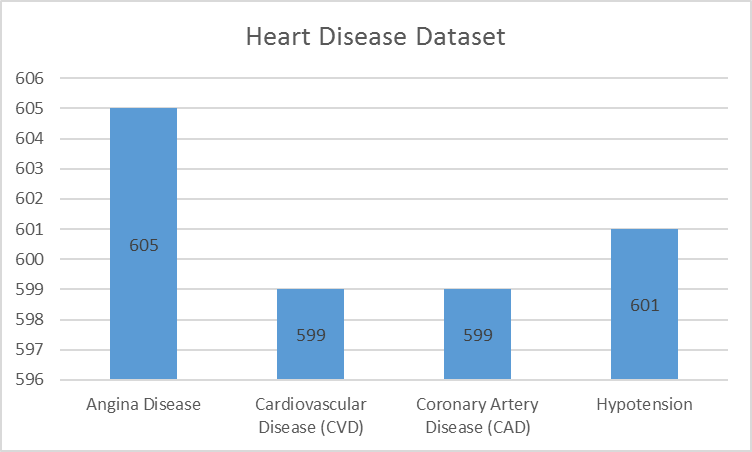 Heart Disease Dataset
606
605
604
603
602
601
600
599
598
597
596
605
599
599
601
Angina Disease
Cardiovascular
Disease (CVD)
Coronary Artery
Disease (CAD)
Hypotension